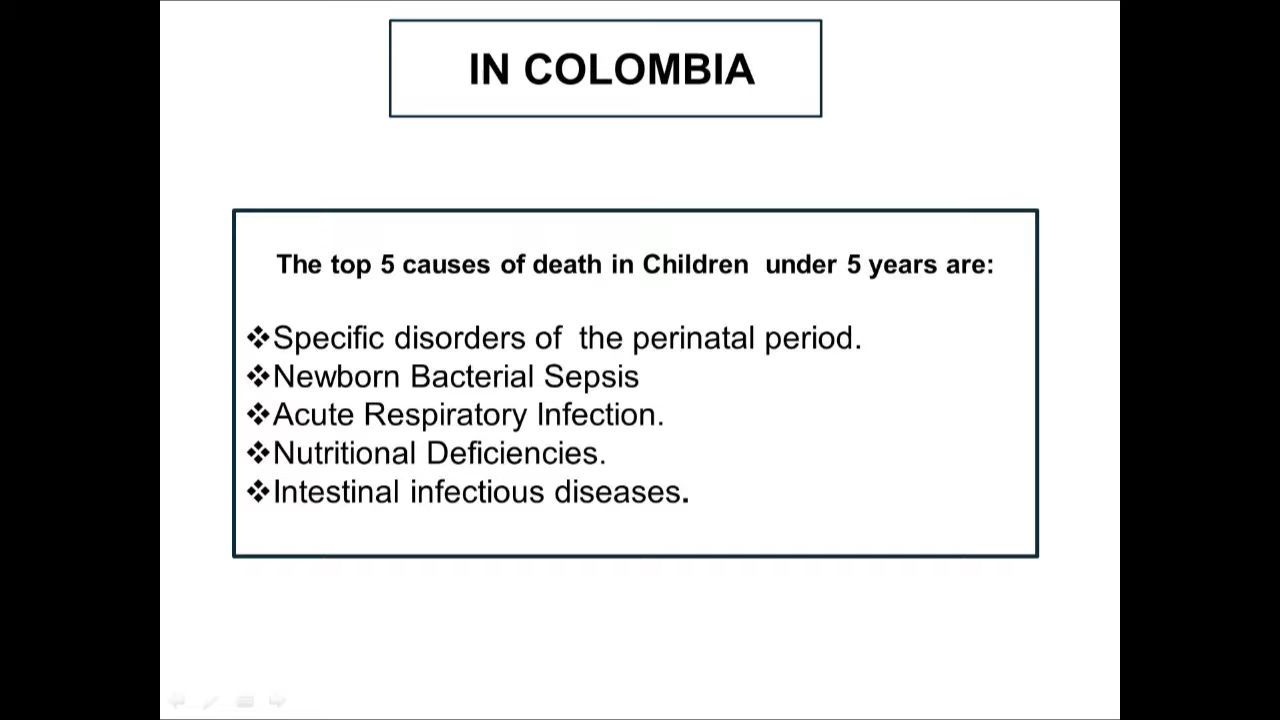 IN COLOMBIA
The top 5 causes of death in Children  under 5 years are:
❖Specific disorders of  the perinatal period.
❖Newborn Bacterial Sepsis
❖Acute Respiratory Infection.
❖Nutritional Deficiencies.
❖Intestinal infectious diseases.